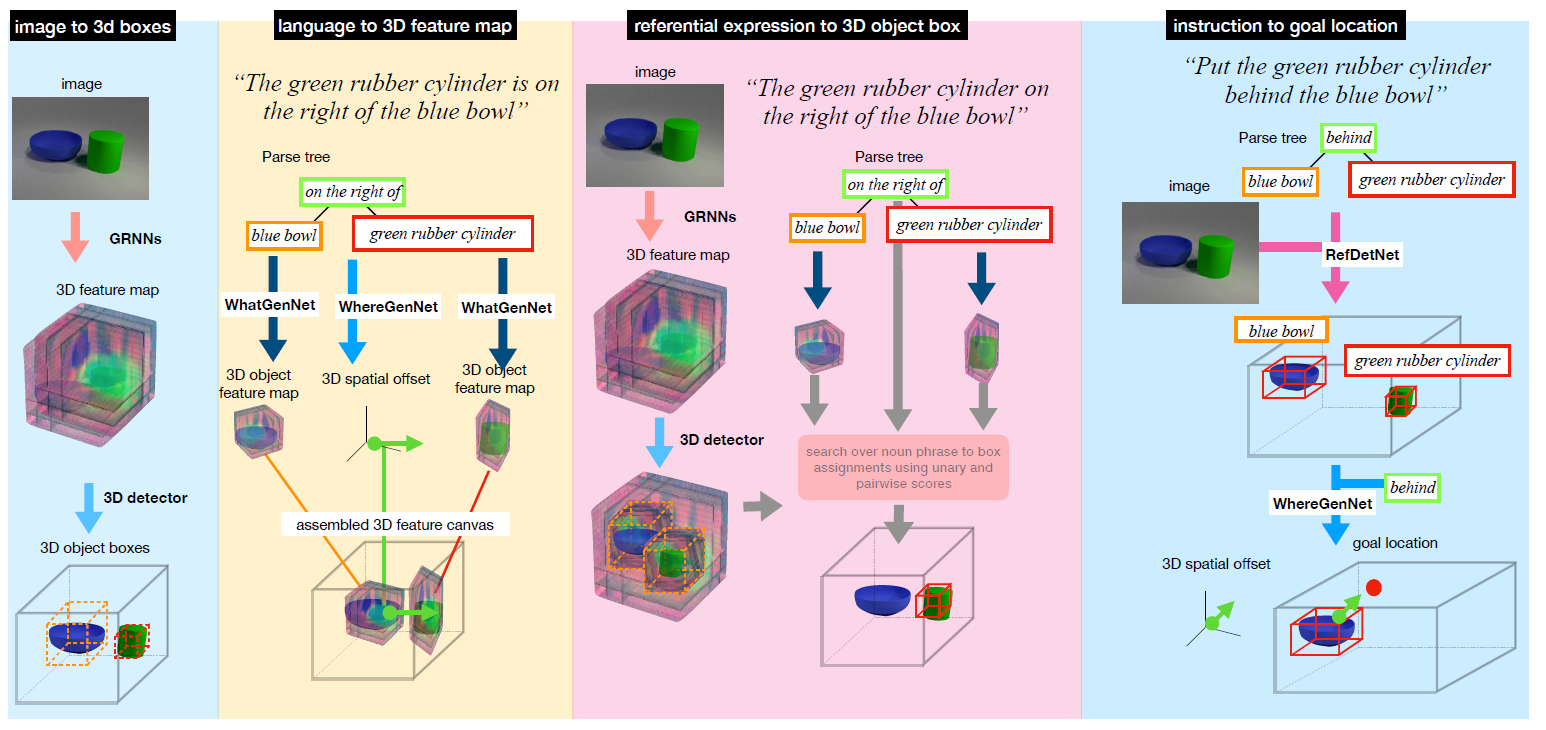 image to 3d boxes
image
GRNNs
3D feature map
3D detector
3D object boxes
language to 3D feature map
“The green rubber cylinder is on
the right of the blue bowl”
Parse tree
on the right of
blue bowl
green rubber cylinder
WhatGenNet
WhereGenNet
WhatGenNet
3D object
feature map
3D spatial offset
3D object
feature map
assembled 3D feature canvas
referential expression to 3D object box
image
“The green rubber cylinder on
the right of the blue bowl”
Parse tree
on the right of
blue bowl
green rubber cylinder
GRNNs
3D feature map
3D detector
search over noun phrase to box
assignments using unary and
pairwise scores
instruction to goal location
“Put the green rubber cylinder
behind the blue bowl”
Parse tree
behind
blue bowl
green rubber cylinder
image
RefDetNet
blue bowl
green rubber cylinder
behind
WhereGenNet
goal location
3D spatial offset